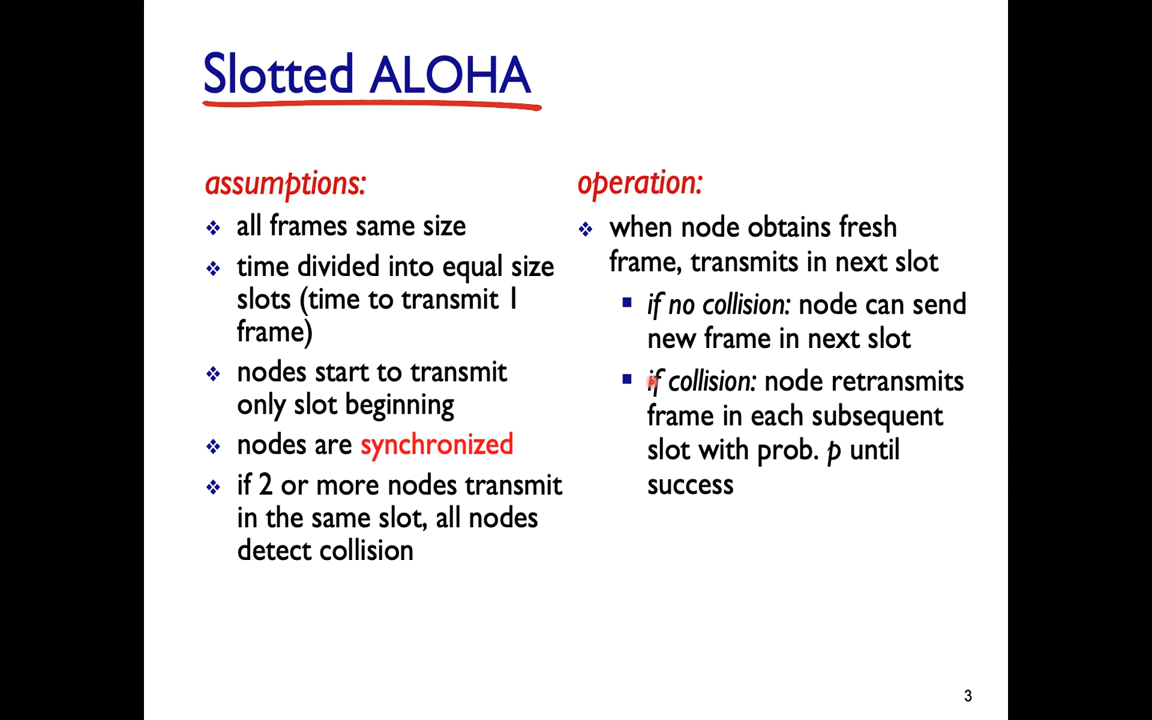 Slotted ALOHA
assumptions:
all frames same size
time divided into equal size
slots (time to transmit 1
frame)
nodes start to transmit
only slot beginning
nodes are synchronized
if 2 or more nodes transmit
in the same slot, all nodes
detect collision
operation:
when node obtains fresh
frame, transmits in next slot
if no collision: node can send
new frame in next slot
if collision: node retransmits
frame in each subsequent
slot with prob. p until
success
3